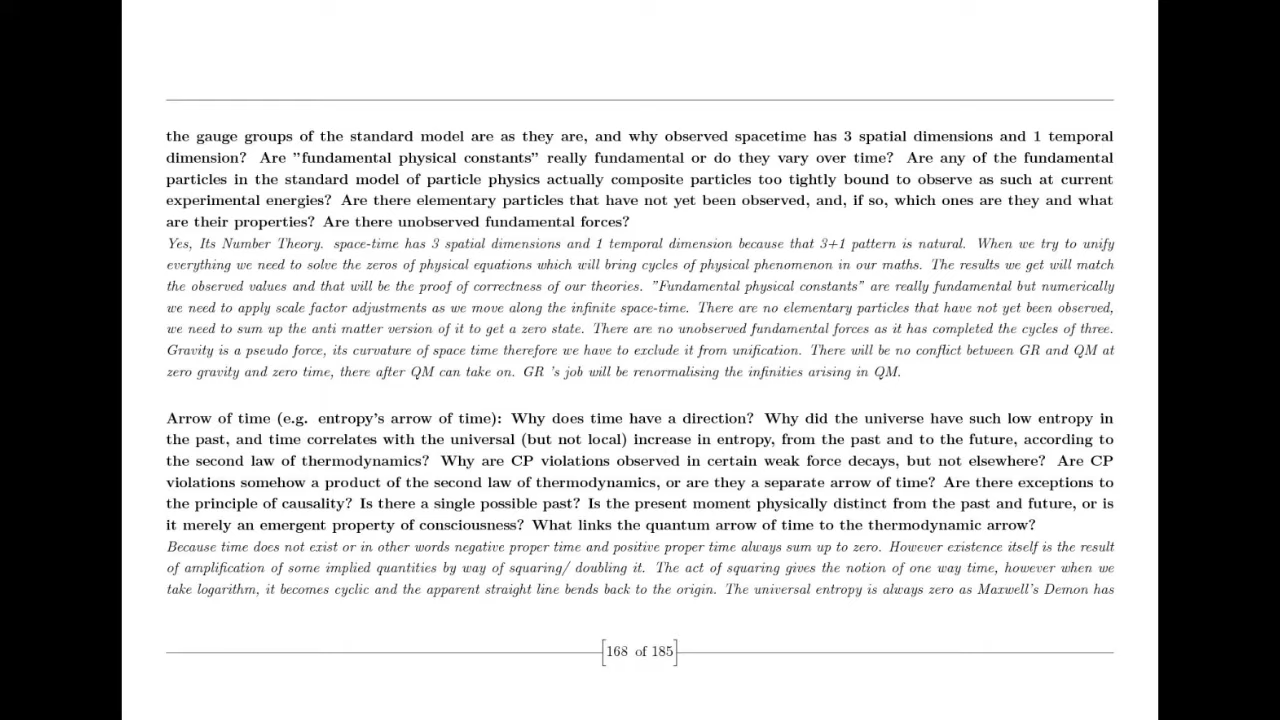 the gauge groups of the standard model are as they are, and why observed spacetime has 3 spatial dimensions and 1 temporal
dimension? Are ”fundamental physical constants” really fundamental or do they vary over time? Are any of the fundamental
particles in the standard model of particle physics actually composite particles too tightly bound to observe as such at current
experimental energies? Are there elementary particles that have not yet been observed, and, if so, which ones are they and what
are their properties? Are there unobserved fundamental forces?
Yes, Its Number Theory. space-time has 3 spatial dimensions and 1 temporal dimension because that 3+1 pattern is natural. When we try to unify
everything we need to solve the zeros of physical equations which will bring cycles of physical phenomenon in our maths. The results we get will match
the observed values and that will be the proof of correctness of our theories. ”Fundamental physical constants” are really fundamental but numerically
we need to apply scale factor adjustments as we move along the infinite space-time. There are no elementary particles that have not yet been observed,
we need to sum up the anti matter version of it to get a zero state. There are no unobserved fundamental forces as it has completed the cycles of three.
Gravity is a pseudo force, its curvature of space time therefore we have to exclude it from unification. There will be no conflict between GR and QM at
zero gravity and zero time, there after QM can take on. GR 's job will be renormalising the infinities arising in QM.
Arrow of time (e.g. entropy's arrow of time): Why does time have a direction? Why did the universe have such low entropy in
the past, and time correlates with the universal (but not local) increase in entropy, from the past and to the future, according to
the second law of thermodynamics? Why are CP violations observed in certain weak force decays, but not elsewhere? Are CP
violations somehow a product of the second law of thermodynamics, or are they a separate arrow of time? Are there exceptions to
the principle of causality? Is there a single possible past? Is the present moment physically distinct from the past and future, or is
it merely an emergent property of consciousness? What links the quantum arrow of time to the thermodynamic arrow?
Because time does not exist or in other words negative proper time and positive proper time always sum up to zero. However existence itself is the result
of amplification of some implied quantities by way of squaring/ doubling it. The act of squaring gives the notion of one way time, however when we
take logarithm, it becomes cyclic and the apparent straight line bends back to the origin. The universal entropy is always zero as Maxwell's Demon has
168 of 185